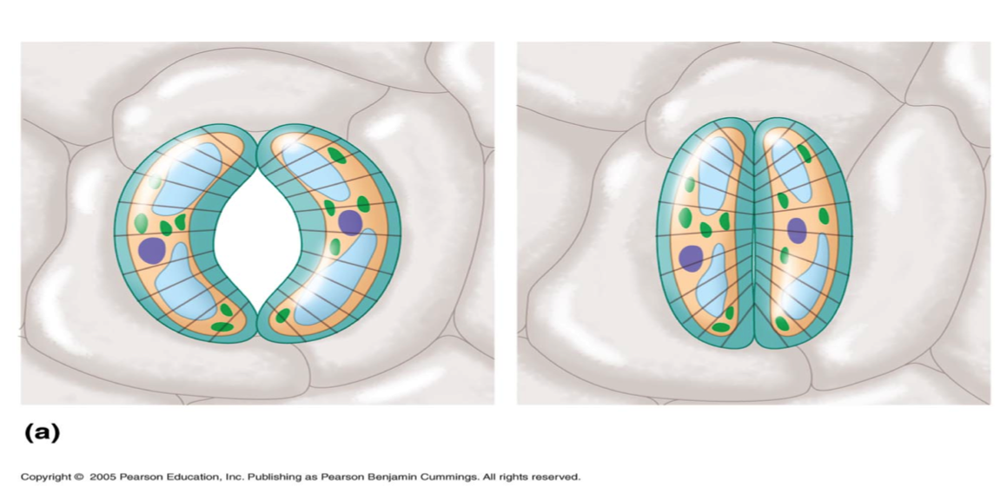 (a)
Copyright © 2005 Pearson Education, Inc. Publishing as Pearson Benjamin Cummings. All rights reserved.